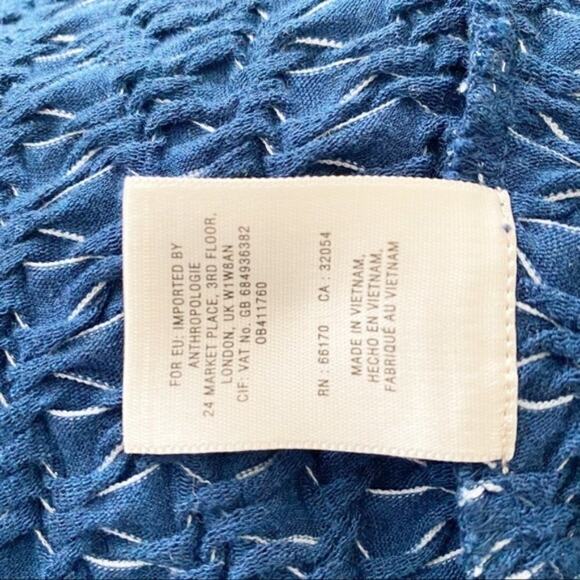 FOR EU: IMPORTED BY
ANTHROPOLOGIE
24 MARKET PLACE, 3RD FLOOR,
LONDON, UK W1W8AN
CIF: VAT No. GB 684936382
OB411760
RN : 66170 CA : 32054
MADE IN VIETNAM,
HECHO EN VIETNAM,
FABRIQUÉ AU VIETNAM